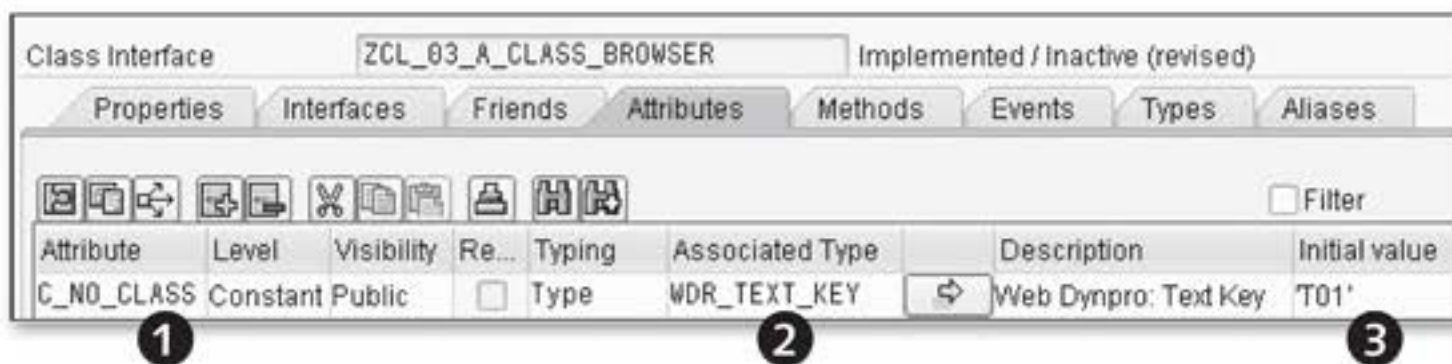 Class Interface ZCL_03_A_CLASS_BROWSER Implemented / Inactive (revised)
Properties Interfaces Friends Attributes Methods Events Types Aliases
Filter
Attribute Level Visibility Re... Typing Associated Type Description Initial value
C_NO_CLASS Constant Public Type WDR_TEXT_KEY Web Dynpro: Text Key 'T01'
1 2 3